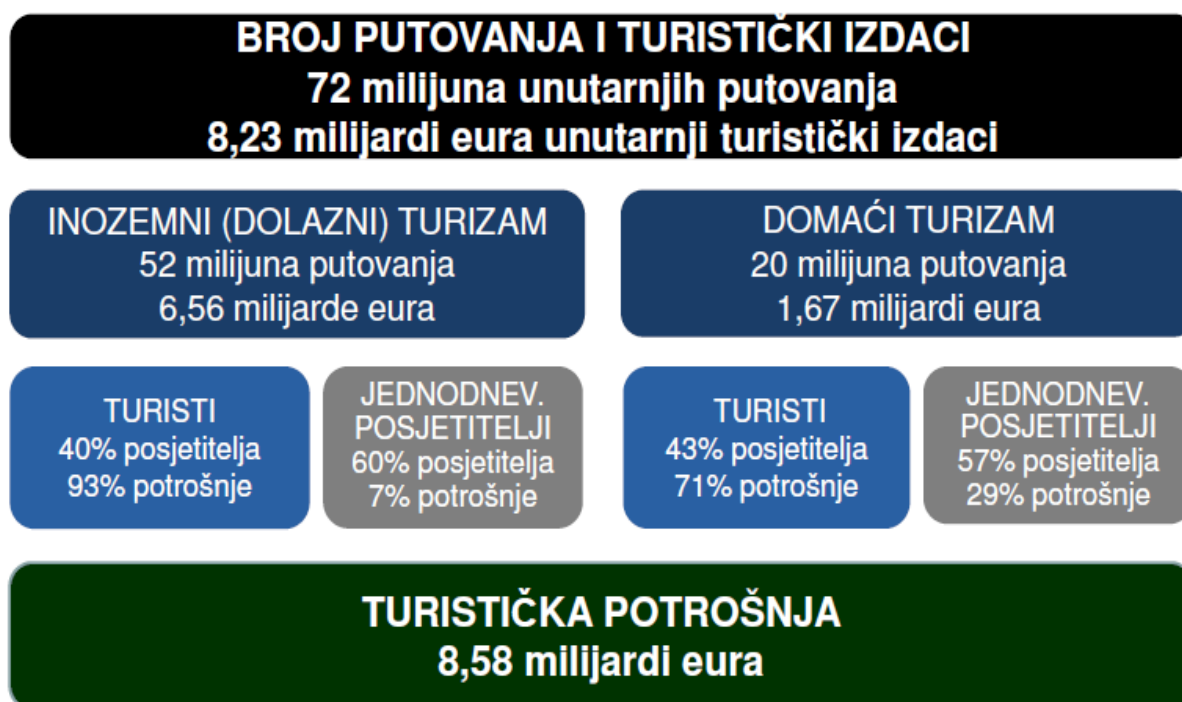 BROJ PUTOVANJA I TURISTIČKI IZDACI
72 milijuna unutarnjih putovanja
8,23 milijardi eura unutarnji turistički izdaci
INOZEMNI (DOLAZNI) TURIZAM
52 milijuna putovanja
6,56 milijarde eura
DOMAĆI TURIZAM
20 milijuna putovanja
1,67 milijardi eura
TURISTI
40% posjetitelja
93% potrošnje
JEDNODNEV.
POSJETITELJI
60% posjetitelja
7% potrošnje
TURISTI
43% posjetitelja
71% potrošnje
JEDNODNEV.
POSJETITELJI
57% posjetitelja
29% potrošnje
TURISTIČKA POTROŠNJA
8,58 milijardi eura